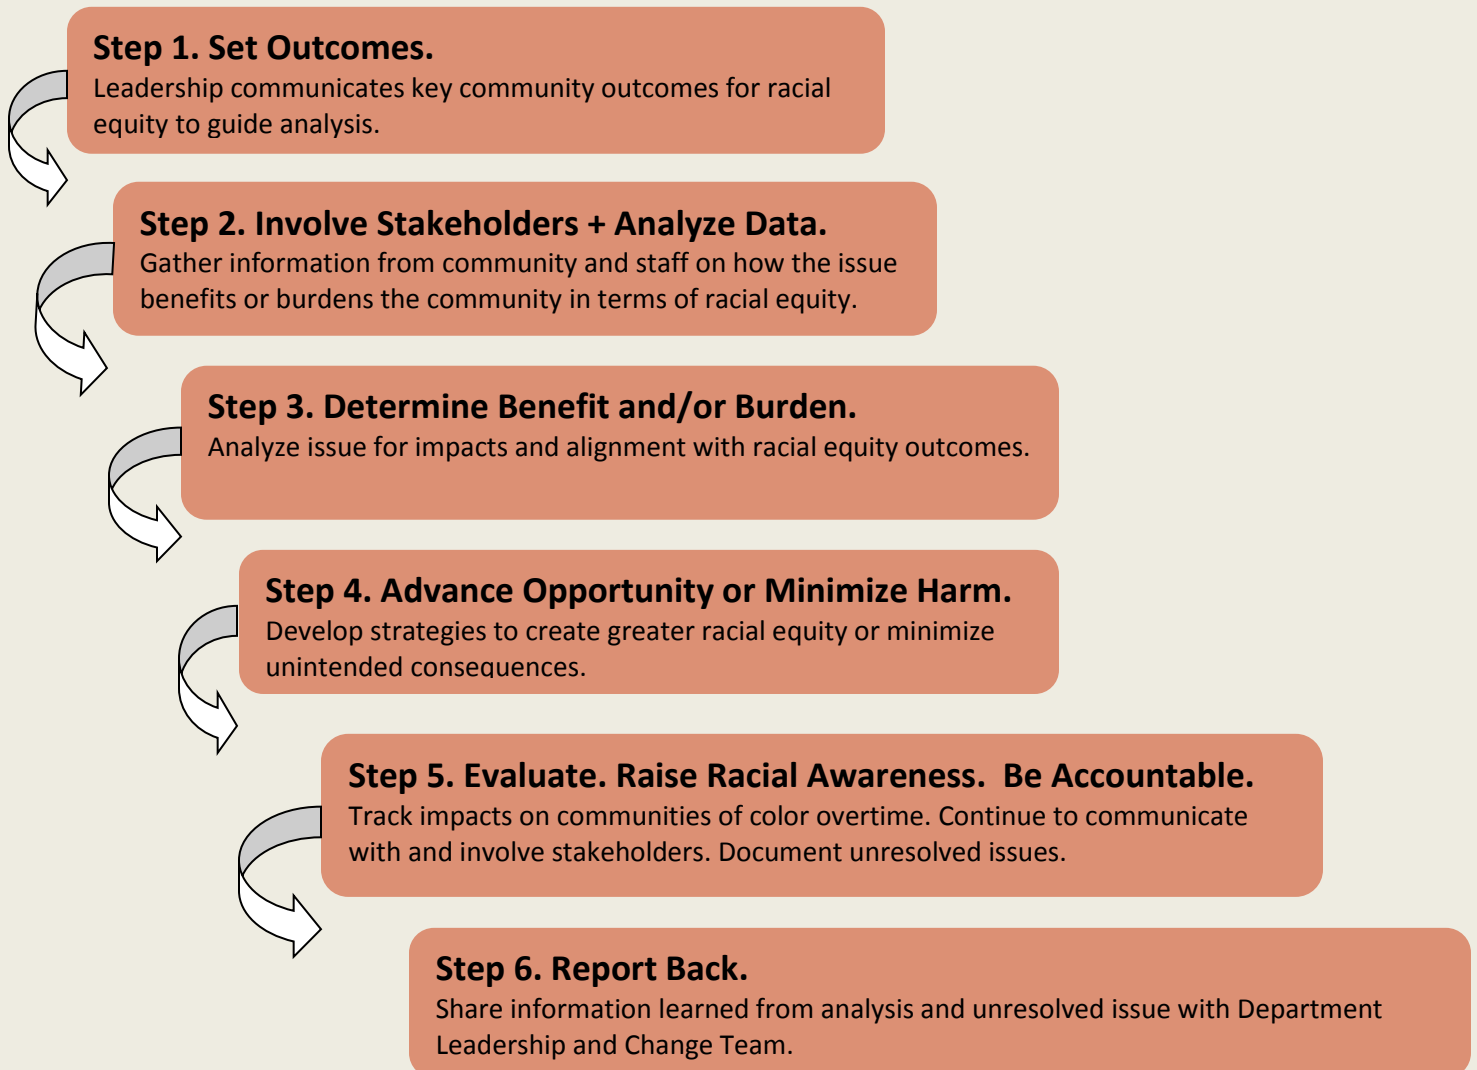 Step 1. Set Outcomes.
Leadership communicates key community outcomes for racial
equity to guide analysis.
Step 2. Involve Stakeholders + Analyze Data.
Gather information from community and staff on how the issue
benefits or burdens the community in terms of racial equity.
Step 3. Determine Benefit and/or Burden.
Analyze issue for impacts and alignment with racial equity outcomes.
Step 4. Advance Opportunity or Minimize Harm.
Develop strategies to create greater racial equity or minimize
unintended consequences.
Step 5. Evaluate. Raise Racial Awareness.  Be Accountable.
Track impacts on communities of color overtime. Continue to communicate
with and involve stakeholders. Document unresolved issues.
Step 6. Report Back.
Share information learned from analysis and unresolved issue with Department
Leadership and Change Team.